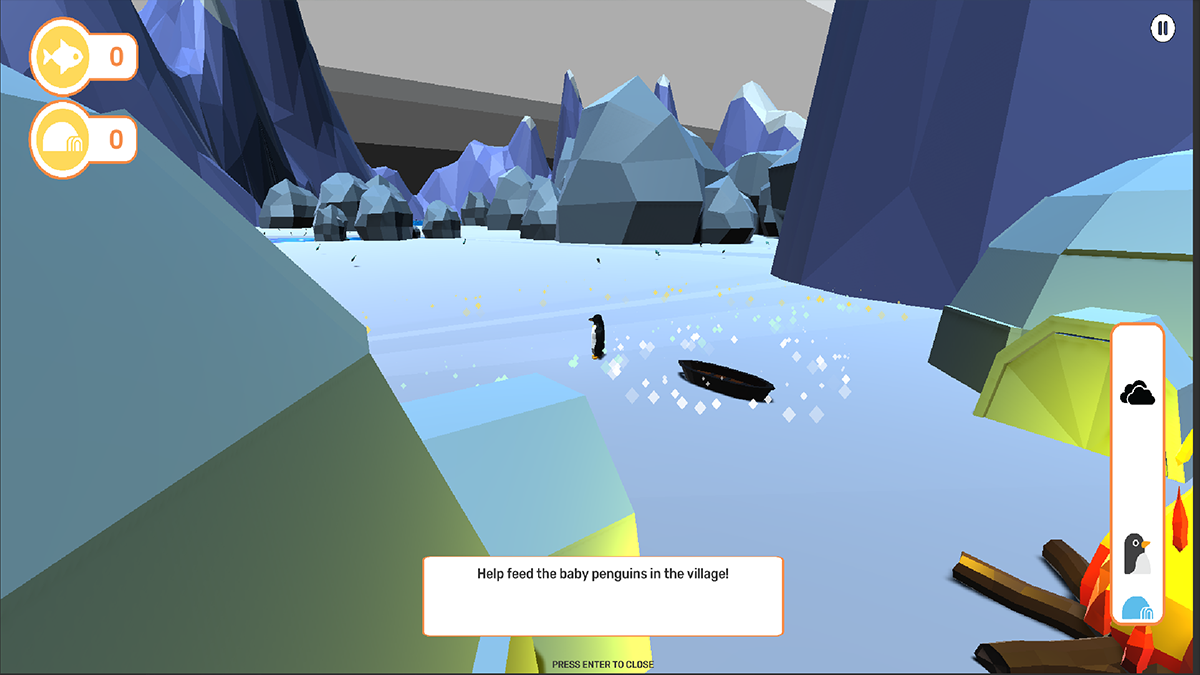 0
0
Help feed the baby penguins in the village!
PRESS ENTER TO CLOSE